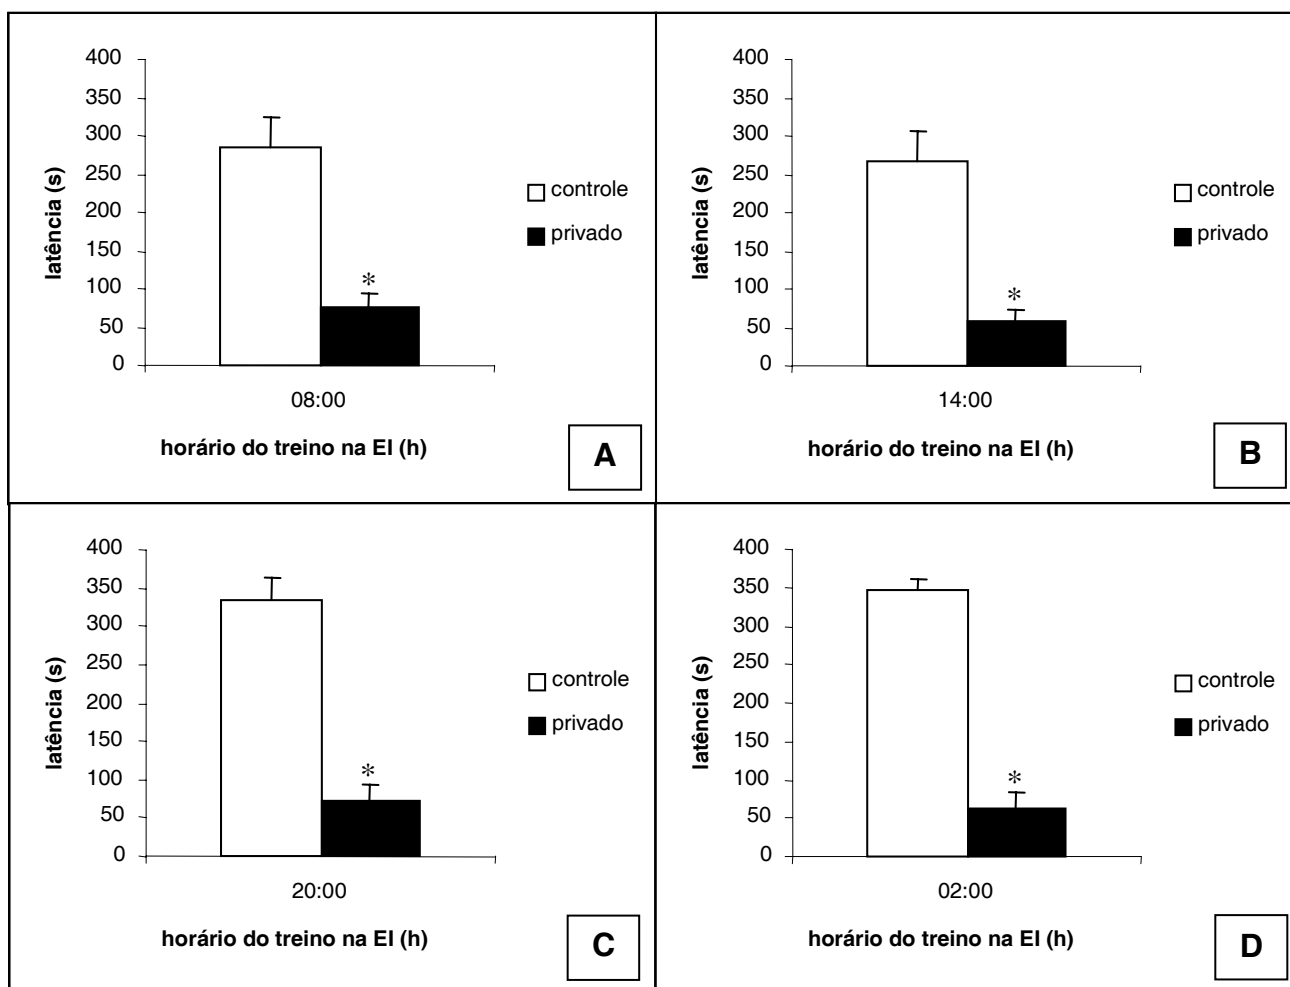 400
350
300
250
200
150
100
50
0
latência (s)
*
controle
privado
08:00
horário do treino na EI (h)
A
400
350
300
250
200
150
100
50
0
latência (s)
*
controle
privado
14:00
horário do treino na EI (h)
B
400
350
300
250
200
150
100
50
0
latência (s)
*
controle
privado
20:00
horário do treino na EI (h)
C
400
350
300
250
200
150
100
50
0
latência (s)
*
controle
privado
02:00
horário do treino na EI (h)
D